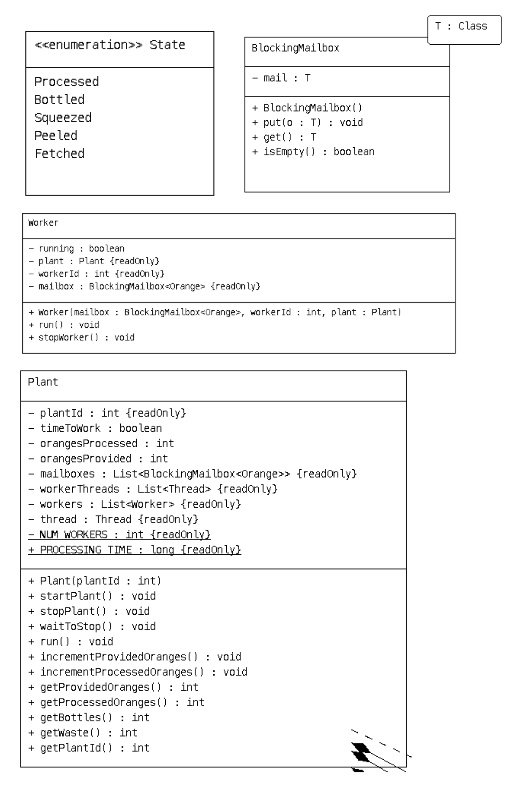 T : Class
<<enumeration>> State
Processed
Bottled
Squeezed
Peeled
Fetched
BlockingMailbox
– mail : T
+ BlockingMailbox()
+ put(o : T) : void
+ get() : T
+ isEmpty() : boolean
Worker
– running : boolean
– plant : Plant {readOnly}
– workerId : int {readOnly}
– mailbox : BlockingMailbox<Orange> {readOnly}
+ Worker(mailbox : BlockingMailbox<Orange>, workerId : int, plant : Plant)
+ run() : void
+ stopWorker() : void
Plant
– plantId : int {readOnly}
– timeToWork : boolean
– orangesProcessed : int
– orangesProvided : int
– mailboxes : List<BlockingMailbox<Orange>> {readOnly}
– workerThreads : List<Thread> {readOnly}
– workers : List<Worker> {readOnly}
– thread : Thread {readOnly}
– NUM_WORKERS : int {readOnly}
+ PROCESSING_TIME : long {readOnly}
+ Plant(plantId : int)
+ startPlant() : void
+ stopPlant() : void
+ waitToStop() : void
+ run() : void
+ incrementProvidedOranges() : void
+ incrementProcessedOranges() : void
+ getProvidedOranges() : int
+ getProcessedOranges() : int
+ getBottles() : int
+ getWaste() : int
+ getPlantId() : int